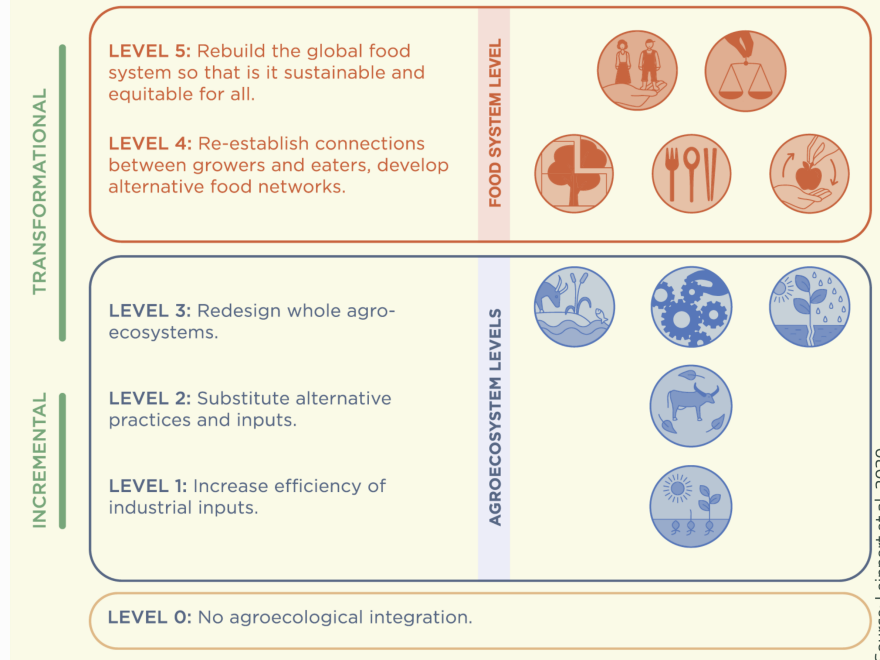 TRANSFORMATIONAL
LEVEL 5: Rebuild the global food
system so that is it sustainable and
equitable for all.
LEVEL 4: Re-establish connections
between growers and eaters, develop
alternative food networks.
FOOD SYSTEM LEVEL
INCREMENTAL
LEVEL 3: Redesign whole agro-
ecosystems.
LEVEL 2: Substitute alternative
practices and inputs.
LEVEL 1: Increase efficiency of
industrial inputs.
AGROECOSYSTEM LEVELS
LEVEL 0: No agroecological integration.